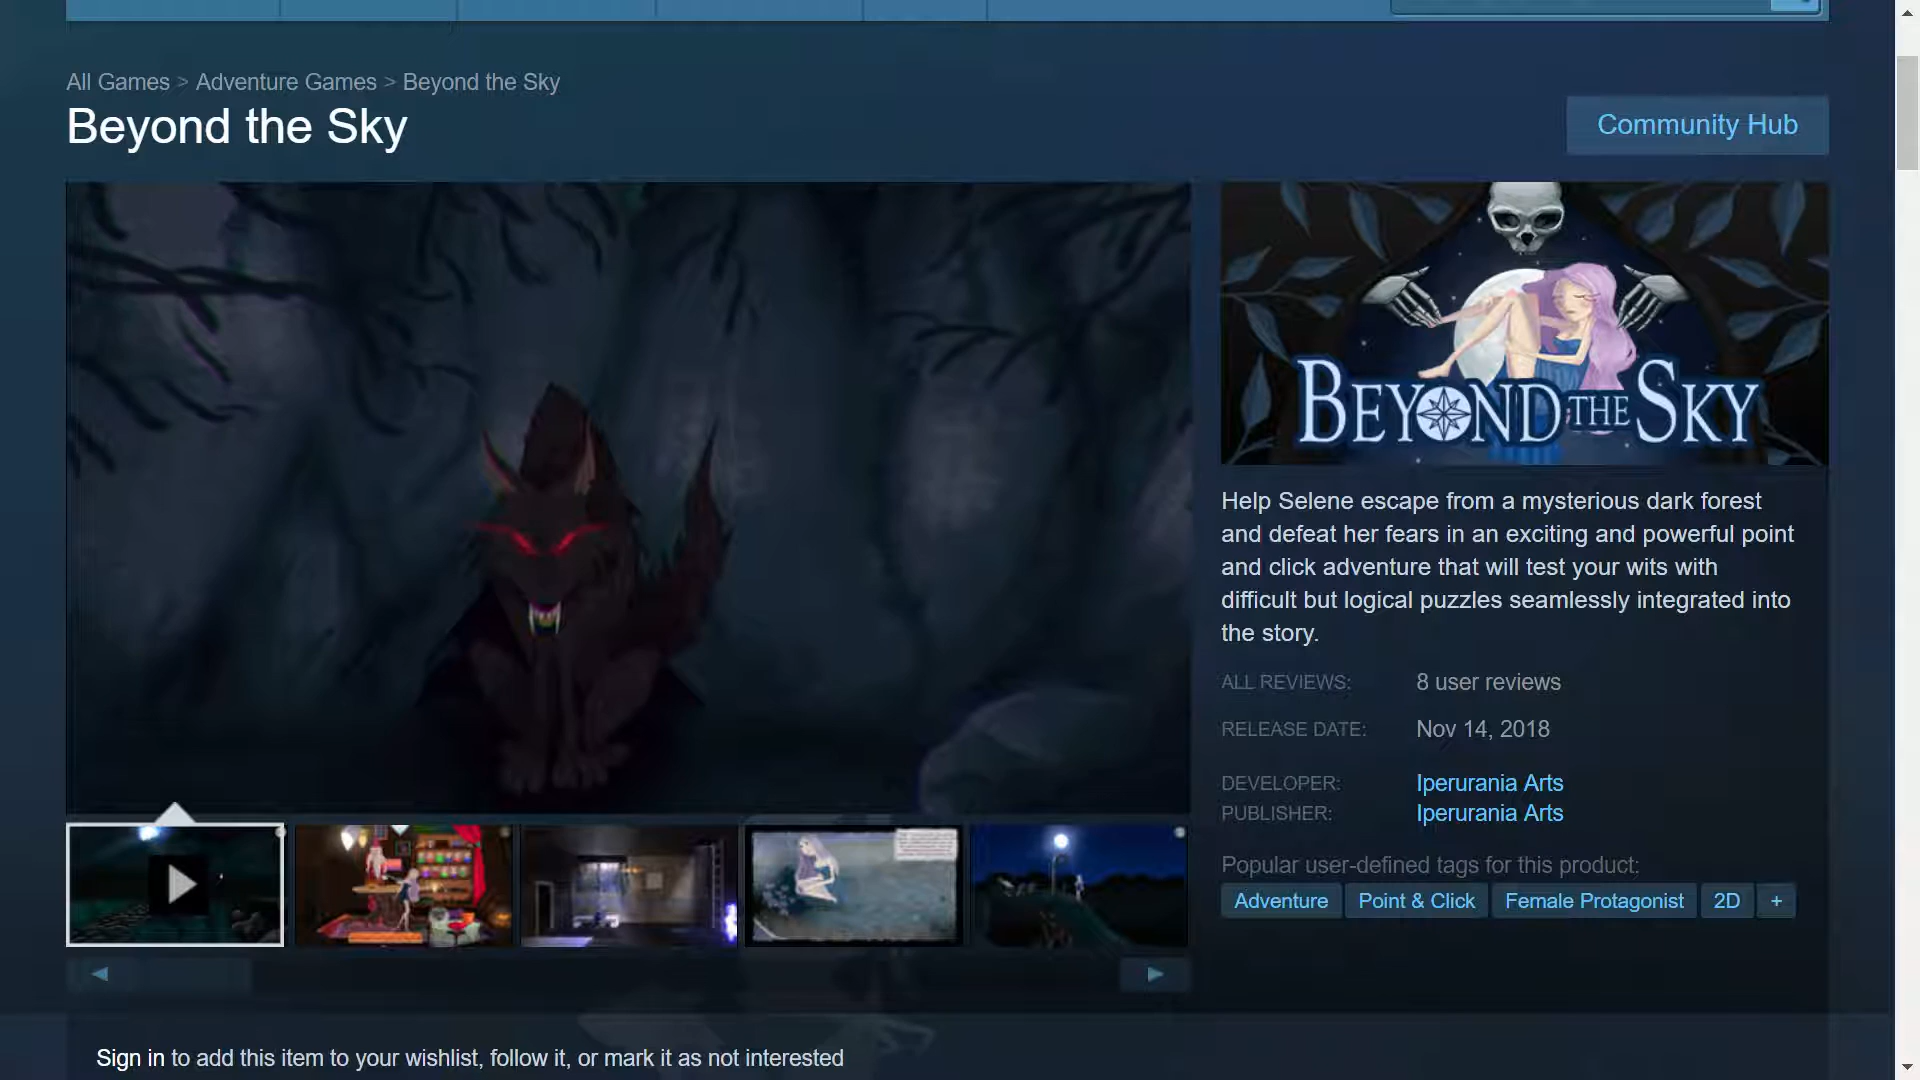 All Games > Adventure Games > Beyond the Sky
Beyond the Sky
Community Hub
BEYOND THE SKY
Help Selene escape from a mysterious dark forest
and defeat her fears in an exciting and powerful point
and click adventure that will test your wits with
difficult but logical puzzles seamlessly integrated into
the story.
ALL REVIEWS: 8 user reviews
RELEASE DATE: Nov 14, 2018
DEVELOPER: Iperurania Arts
PUBLISHER: Iperurania Arts
Popular user-defined tags for this product:
Adventure Point & Click Female Protagonist 2D +
Sign in to add this item to your wishlist, follow it, or mark it as not interested